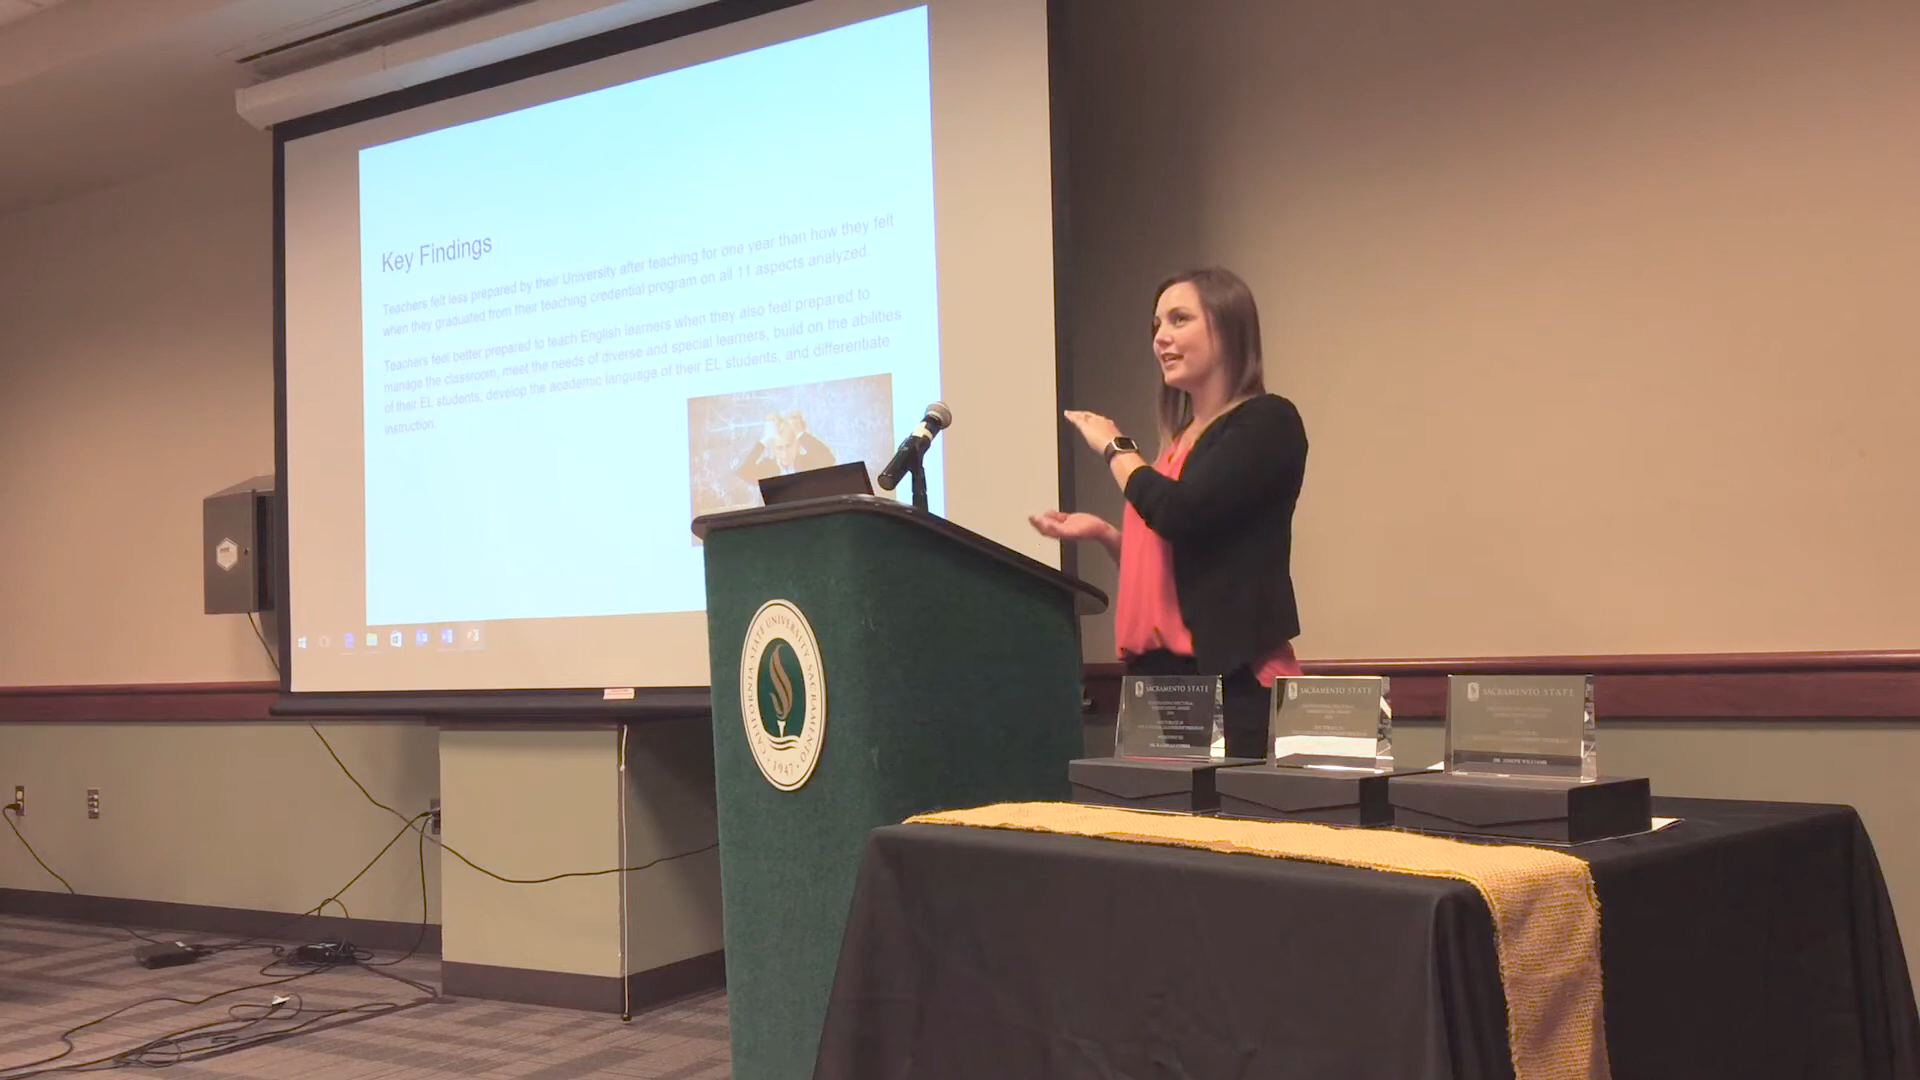 Key Findings
Teachers felt less prepared by their University after teaching for one year than how they felt
when they graduated from their teaching credential program on all 11 aspects analyzed.
Teachers feel better prepared to teach English learners when they also feel prepared to
manage the classroom, meet the needs of diverse and special learners, build on the abilities
of their EL students, develop the academic language of their EL students, and differentiate
instruction.
CALIFORNIA STATE UNIVERSITY SACRAMENTO
1947
SACRAMENTO STATE
SACRAMENTO STATE
SACRAMENTO STATE
DR. JOSEPH WILLIAMS